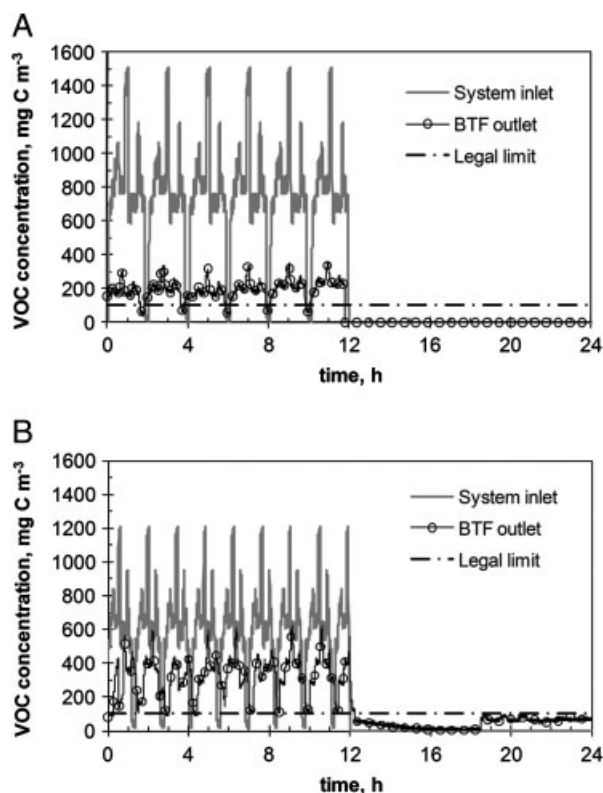 A
1600
1400
1200
1000
800
600
400
200
0
VOC concentration, mg C m-3
System inlet
BTF outlet
Legal limit
0 4 8 12 16 20 24
time, h
B
1600
1400
1200
1000
800
600
400
200
0
VOC concentration, mg C m-3
System inlet
BTF outlet
Legal limit
0 4 8 12 16 20 24
time, h